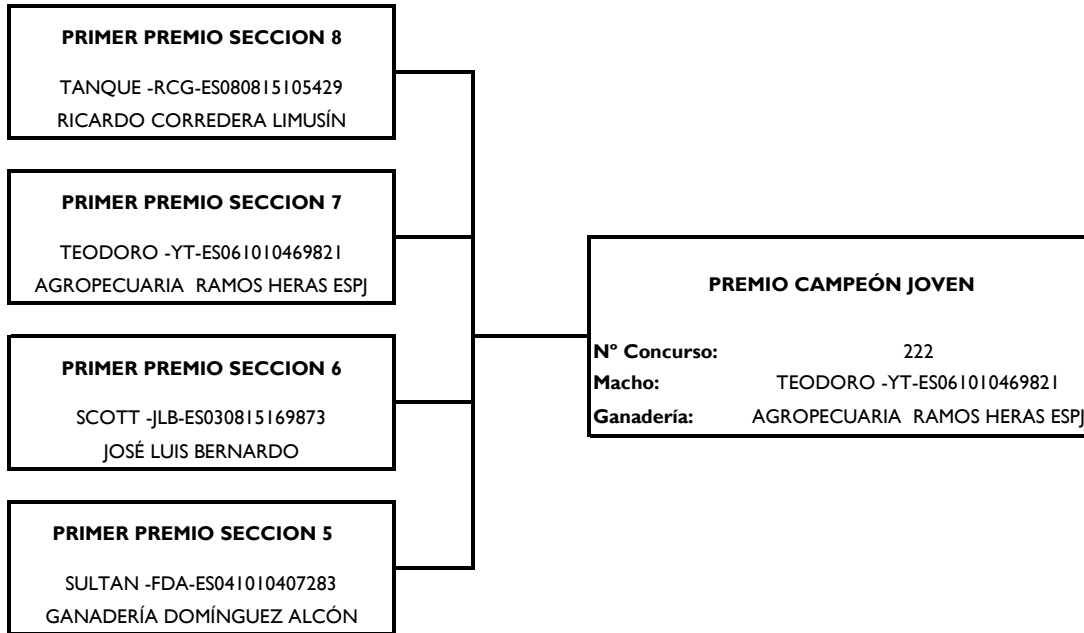 PRIMER PREMIO SECCION 8
TANQUE -RCG-ES080815105429
RICARDO CORREDERA LIMUSÍN
PRIMER PREMIO SECCION 7
TEODORO -YT-ES061010469821
AGROPECUARIA RAMOS HERAS ESPJ
PRIMER PREMIO SECCION 6
SCOTT -JLB-ES030815169873
JOSÉ LUIS BERNARDO
PRIMER PREMIO SECCION 5
SULTAN -FDA-ES041010407283
GANADERÍA DOMÍNGUEZ ALCÓN
PREMIO CAMPEÓN JOVEN
Nº Concurso: 222
Macho: TEODORO -YT-ES061010469821
Ganadería: AGROPECUARIA RAMOS HERAS ESPJ